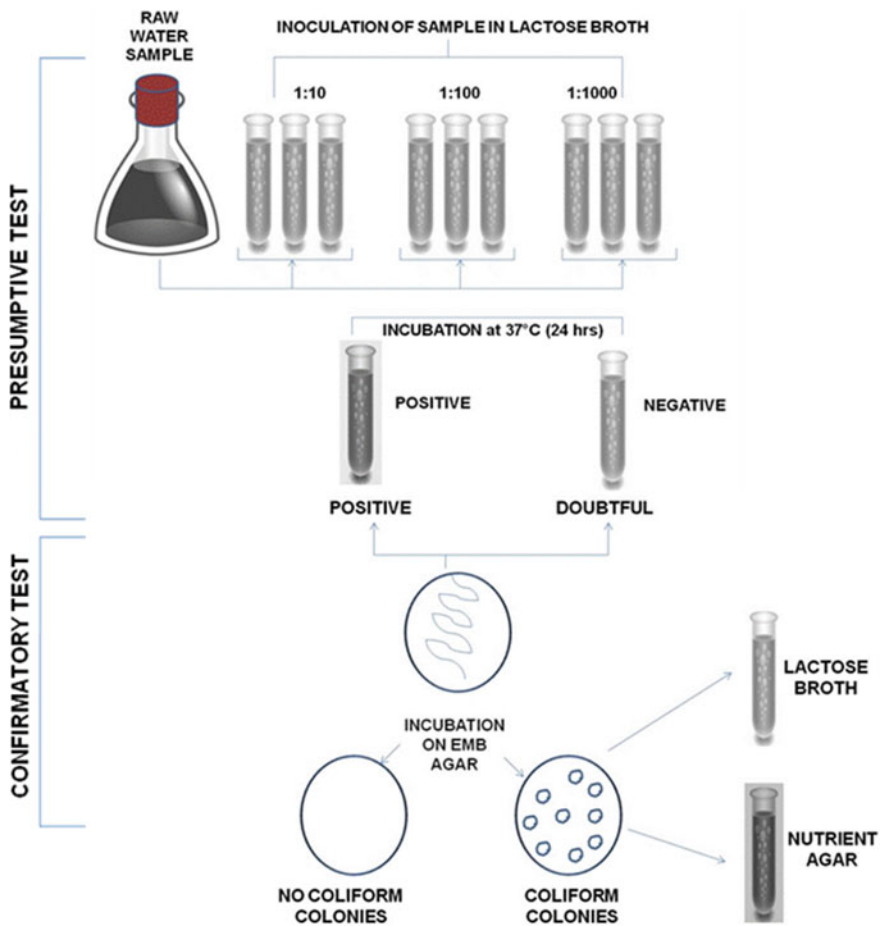 RAW
WATER
SAMPLE
INOCULATION OF SAMPLE IN LACTOSE BROTH
1:10
1:100
1:1000
PRESUMPTIVE TEST
INCUBATION at 37°C (24 hrs)
POSITIVE
NEGATIVE
POSITIVE
DOUBTFUL
CONFIRMATORY TEST
LACTOSE
BROTH
INCUBATION
ON EMB
AGAR
NUTRIENT
AGAR
NO COLIFORM
COLONIES
COLIFORM
COLONIES